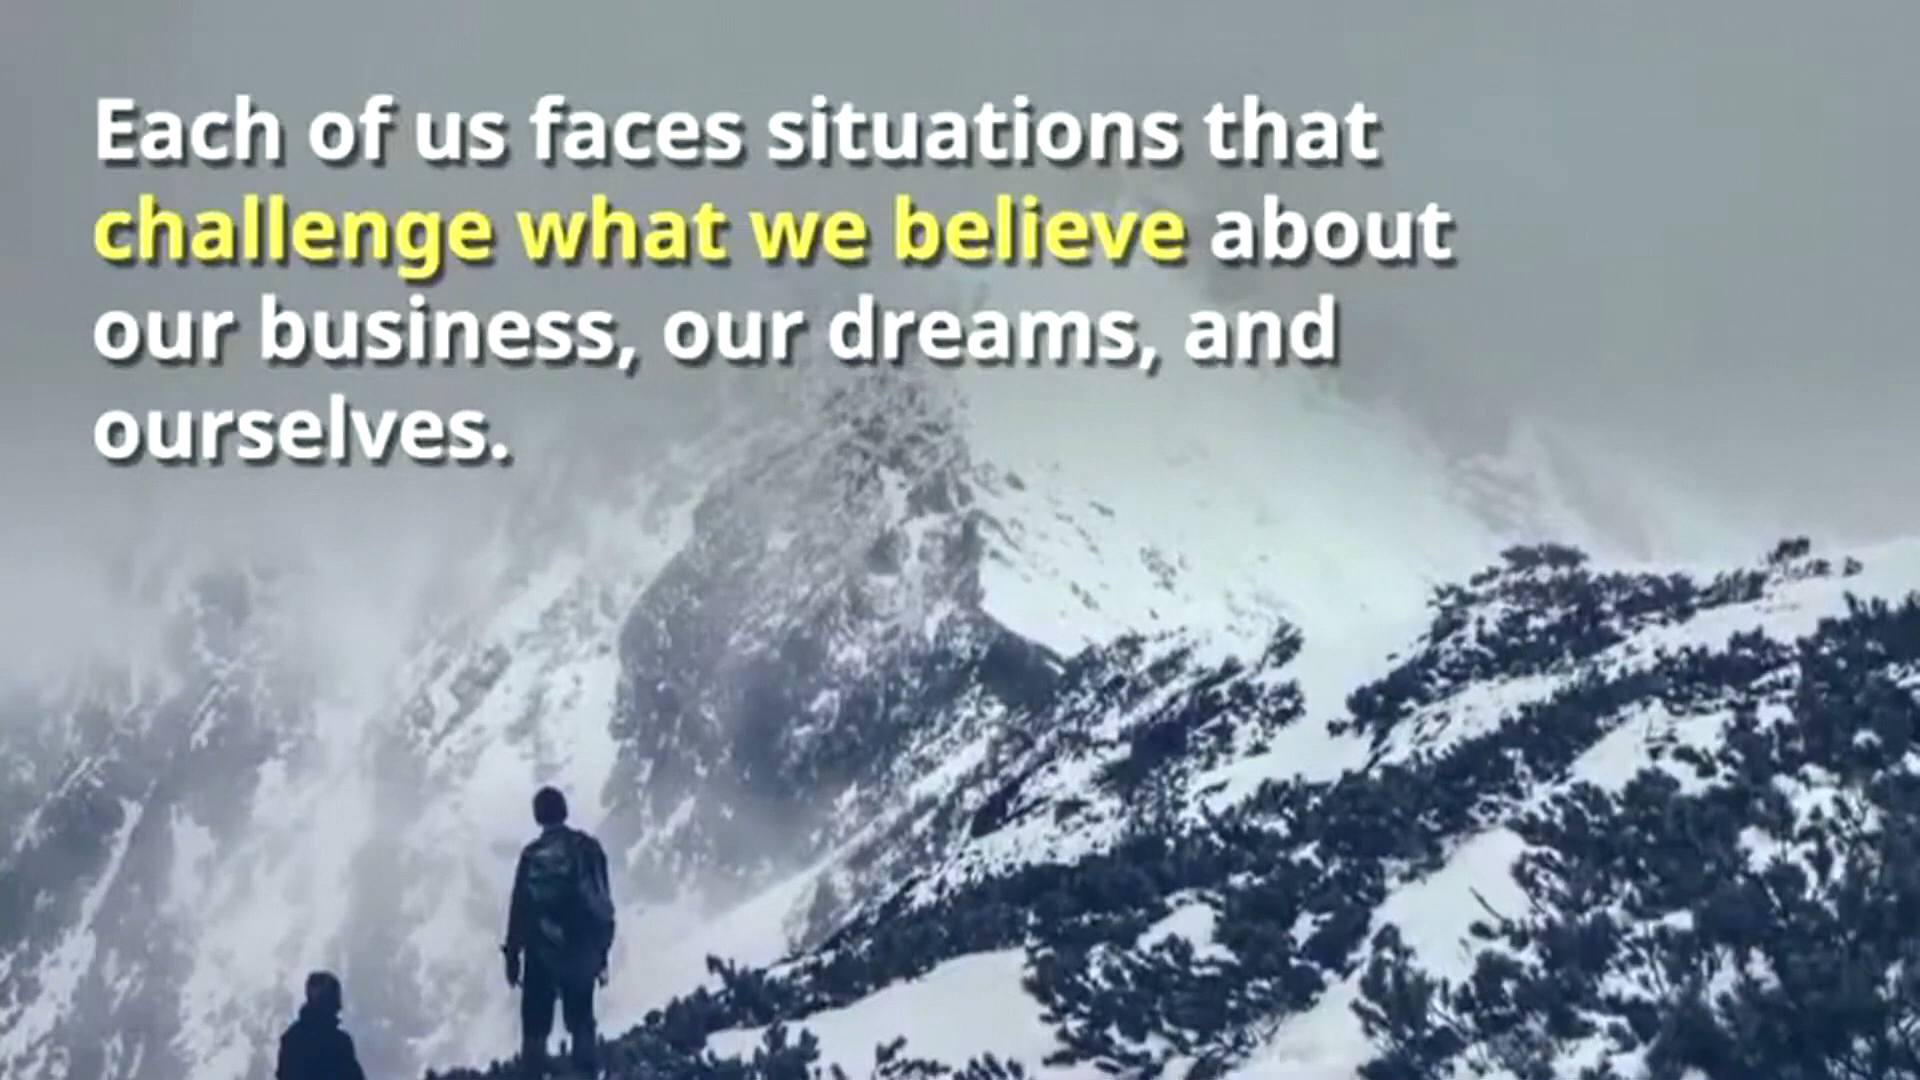 Each of us faces situations that
challenge what we believe about
our business, our dreams, and
ourselves.